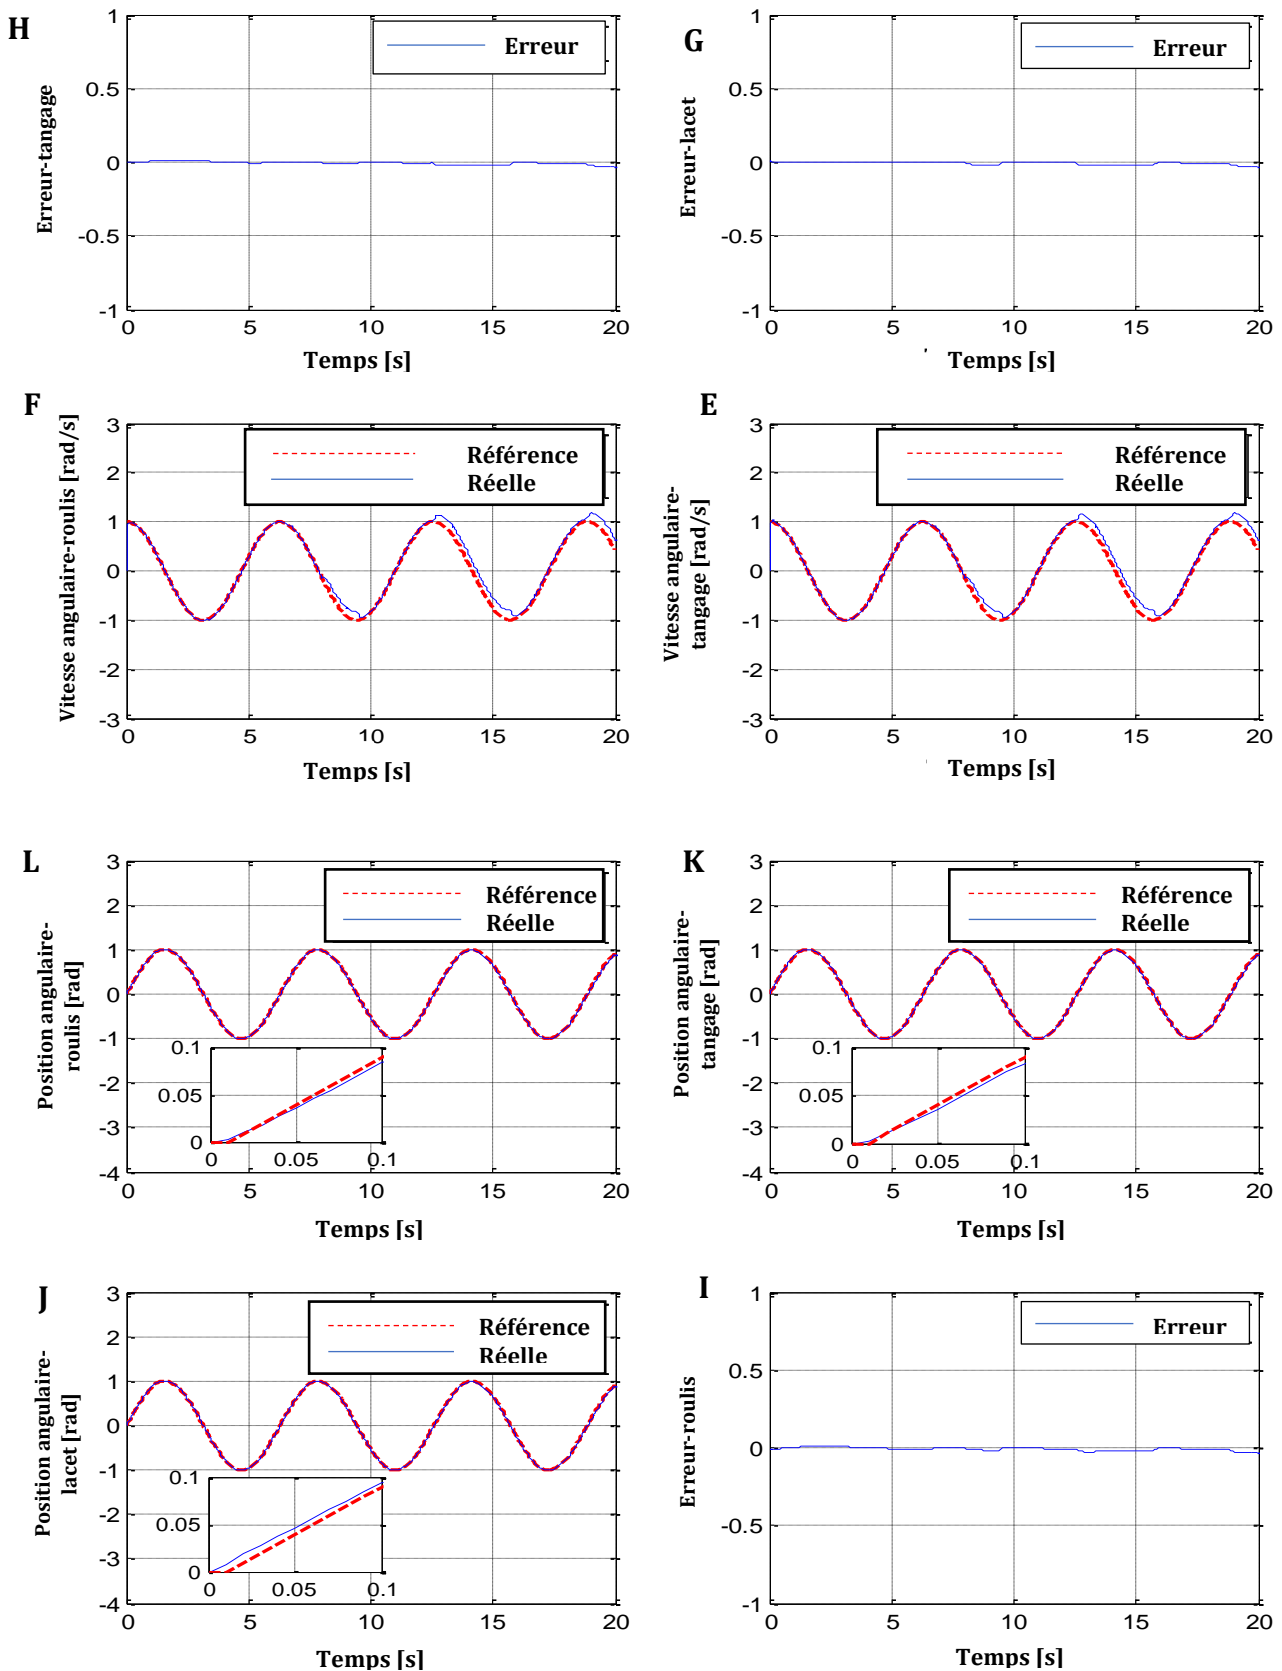 H
Erreur-tangage
1
0.5
0
-0.5
-1
0 5 10 15 20
Temps [s]
Erreur
G
Erreur-lacet
1
0.5
0
-0.5
-1
0 5 10 15 20
Temps [s]
Erreur
F
Vitesse angulaire-roulis [rad/s]
3
2
1
0
-1
-2
-3
0 5 10 15 20
Temps [s]
Référence
Réelle
E
Vitesse angulaire-
tangage [rad/s]
3
2
1
0
-1
-2
-3
0 5 10 15 20
Temps [s]
Référence
Réelle
L
Position angulaire-
roulis [rad]
3
2
1
0
-1
-2
-3
-4
0 5 10 15 20
Temps [s]
Référence
Réelle
0.1
0.05
0
0 0.05 0.1
K
Position angulaire-
tangage [rad]
3
2
1
0
-1
-2
-3
-4
0 5 10 15 20
Temps [s]
Référence
Réelle
0.1
0.05
0
0 0.05 0.1
J
Position angulaire-
lacet [rad]
3
2
1
0
-1
-2
-3
-4
0 5 10 15 20
Temps [s]
Référence
Réelle
0.1
0.05
0
0 0.05 0.1
I
Erreur-roulis
1
0.5
0
-0.5
-1
0 5 10 15 20
Temps [s]
Erreur